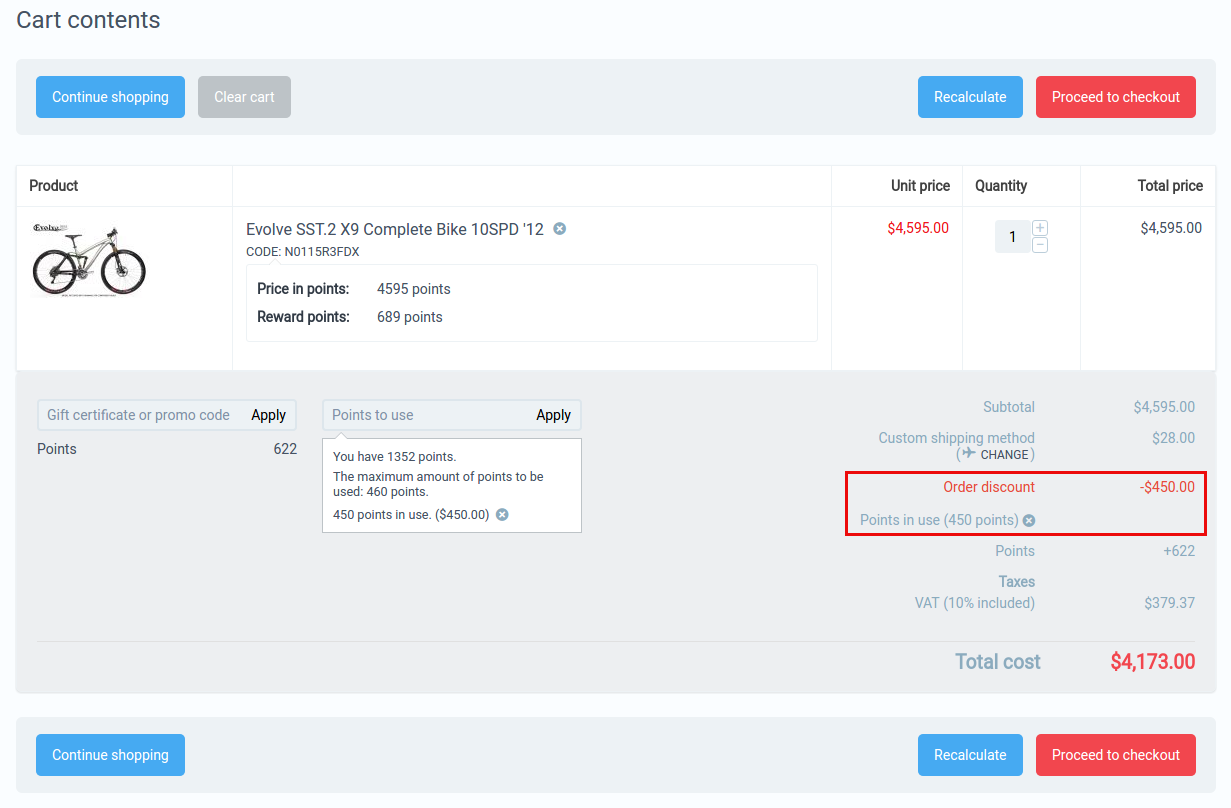 Cart contents
Continue shopping
Clear cart
Recalculate
Proceed to checkout
Product
Unit price
Quantity
Total price
Evolve
Evolve SST.2 X9 Complete Bike 10SPD '12
CODE: N0115R3FDX
Price in points: 4595 points
Reward points: 689 points
$4,595.00
1
+
−
$4,595.00
Gift certificate or promo code Apply
Points 622
Points to use Apply
You have 1352 points.
The maximum amount of points to be
used: 460 points.
450 points in use. ($450.00)
Subtotal $4,595.00
Custom shipping method $28.00
( CHANGE )
Order discount -$450.00
Points in use (450 points)
Points +622
Taxes
VAT (10% included) $379.37
Total cost $4,173.00
Continue shopping
Recalculate
Proceed to checkout